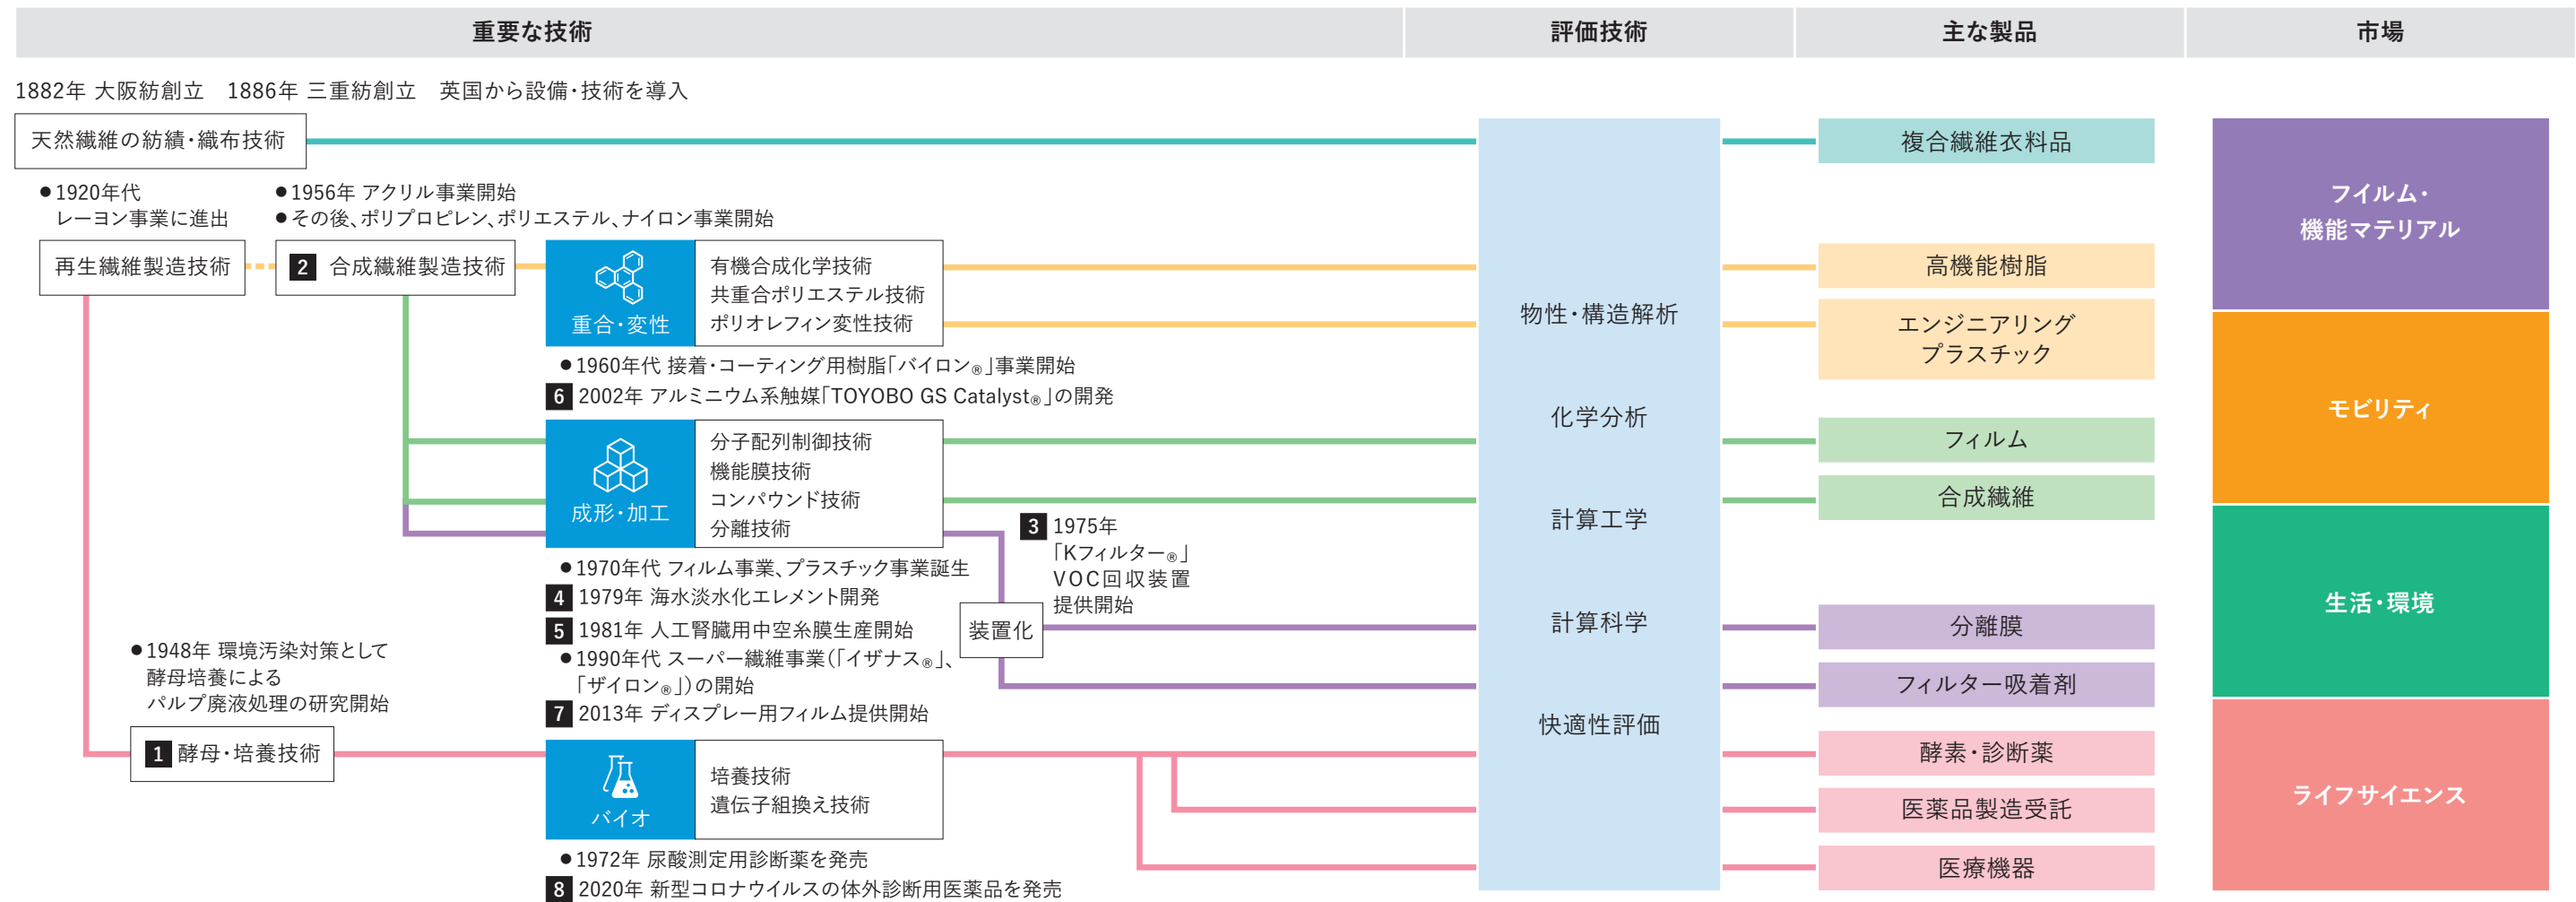 重要な技術
評価技術
主な製品
市場
1882年 大阪紡創立　1886年 三重紡創立　英国から設備・技術を導入
天然繊維の紡績・織布技術
●1920年代
レーヨン事業に進出
●1956年 アクリル事業開始
●その後、ポリプロピレン、ポリエステル、ナイロン事業開始
再生繊維製造技術
2 合成繊維製造技術
重合・変性
有機合成化学技術
共重合ポリエステル技術
ポリオレフィン変性技術
●1960年代 接着・コーティング用樹脂「バイロン®」事業開始
6 2002年 アルミニウム系触媒「TOYOBO GS Catalyst®」の開発
成形・加工
分子配列制御技術
機能膜技術
コンパウンド技術
分離技術
●1970年代 フィルム事業、プラスチック事業誕生
4 1979年 海水淡水化エレメント開発
5 1981年 人工腎臓用中空糸膜生産開始
●1990年代 スーパー繊維事業(「イザナス®」、
「ザイロン®」)の開始
7 2013年 ディスプレー用フィルム提供開始
3 1975年
「Kフィルター®」
VOC回収装置
提供開始
装置化
●1948年 環境汚染対策として
酵母培養による
パルプ廃液処理の研究開始
1 酵母・培養技術
バイオ
培養技術
遺伝子組換え技術
●1972年 尿酸測定用診断薬を発売
8 2020年 新型コロナウイルスの体外診断用医薬品を発売
物性・構造解析
化学分析
計算工学
計算科学
快適性評価
複合繊維衣料品
高機能樹脂
エンジニアリング
プラスチック
フィルム
合成繊維
分離膜
フィルター吸着剤
酵素・診断薬
医薬品製造受託
医療機器
フイルム・
機能マテリアル
モビリティ
生活・環境
ライフサイエンス